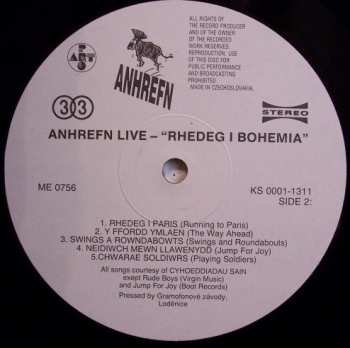 ALL RIGHTS OF
THE RECORD PRODUCER
AND OF THE OWNER
OF THE RECORDED
WORK RESERVED.
REPRODUCTION, USE
OF THIS DISC FOR
PUBLIC PERFORMANCE
AND BROADCASTING
PROHIBITED
MADE IN CZECHOSLOVAKIA.
ANHREFN
33
STEREO
ANHREFN LIVE – “RHEDEG I BOHEMIA”
ME 0756
KS 0001-1311
SIDE 2:
1. RHEDEG I PARIS (Running to Paris)
2. Y FFORDD YMLAEN (The Way Ahead)
3. SWINGS A ROWNDABOWTS (Swings and Roundabouts)
4. NEIDIWCH MEWN LLAWENYDD (Jump For Joy)
5.CHWARAE SOLDIWRS (Playing Soldiers)
All songs courtesy of CYHOEDDIADAU SAIN
exept Rude Boys (Virgin Music)
and Jump For Joy (Boot Records)
Pressed by Gramofonové závody,
Loděnice